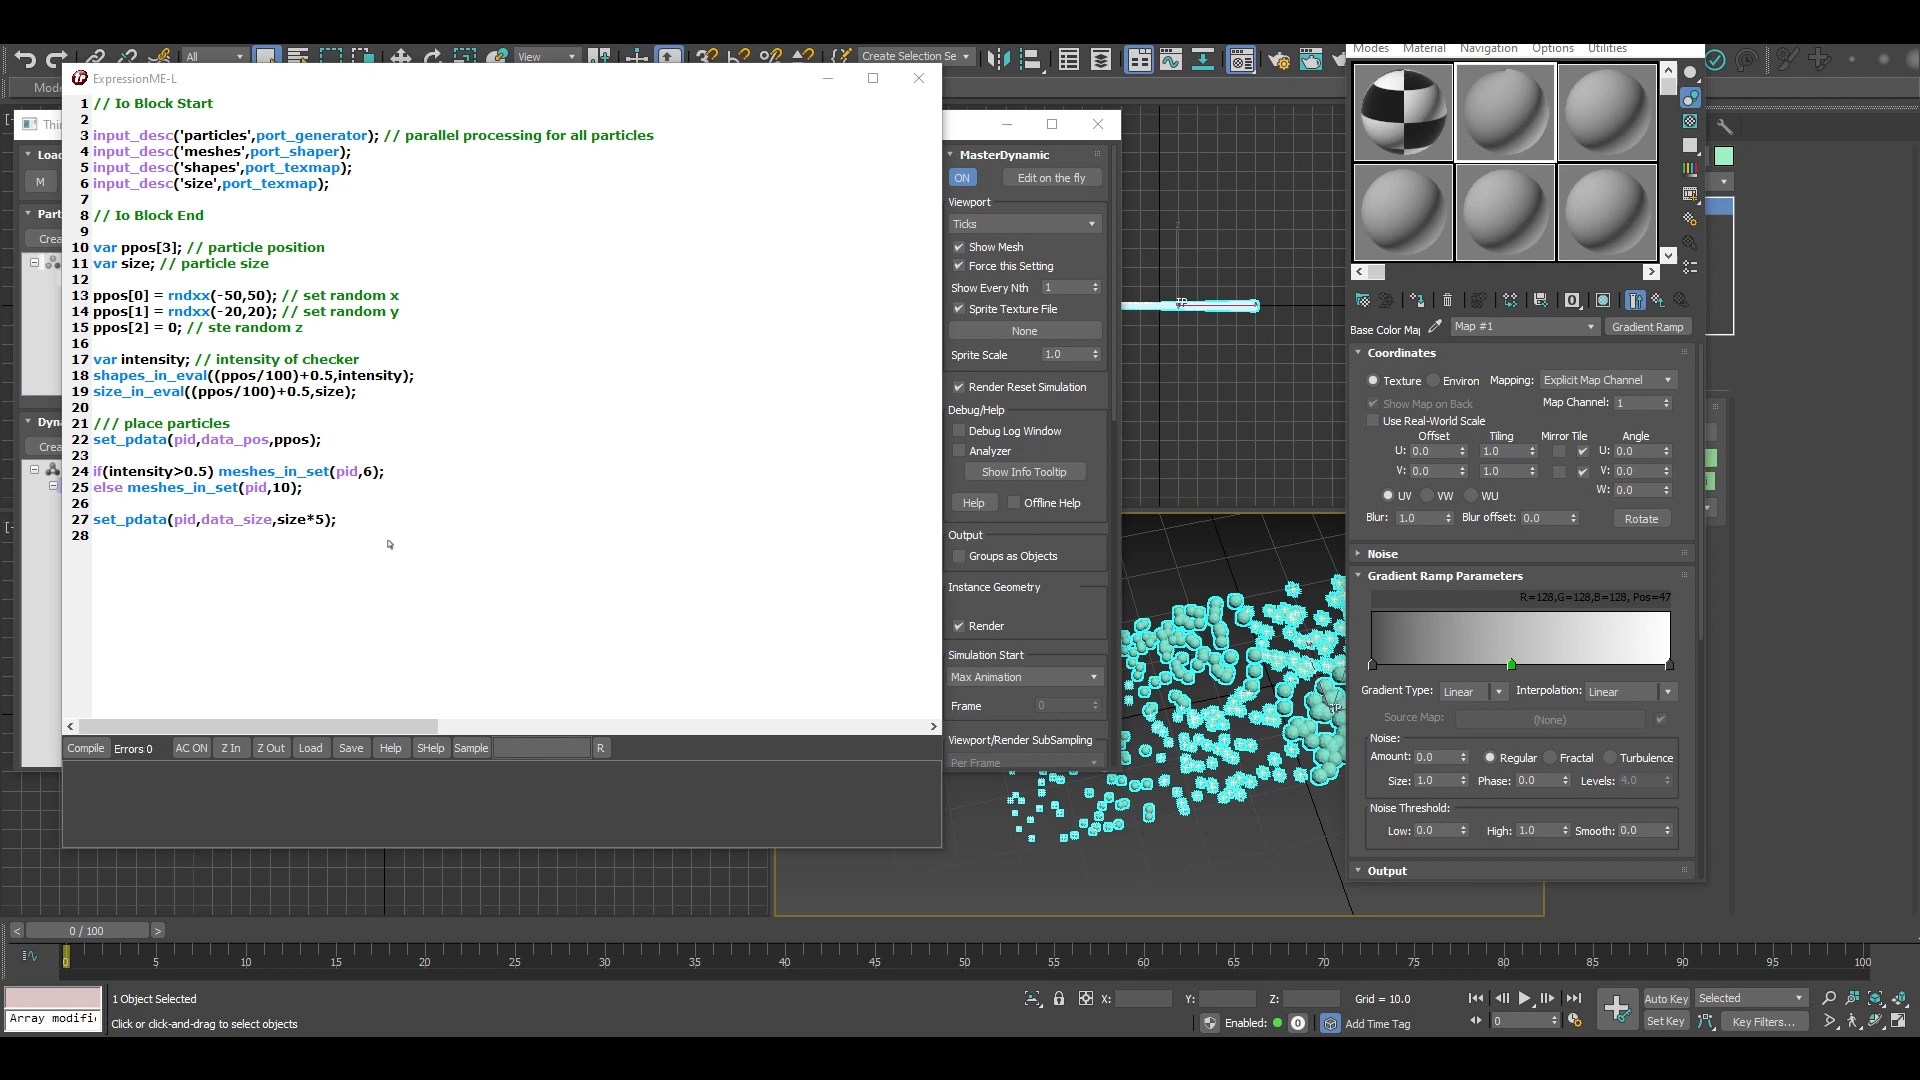 Modes Material Navigation Options Utilities
All
View
Create Selection Se
ExpressionME-L
1 // Io Block Start
2
3 input_desc('particles',port_generator); // parallel processing for all particles
4 input_desc('meshes',port_shaper);
5 input_desc('shapes',port_texmap);
6 input_desc('size',port_texmap);
7
8 // Io Block End
9
10 var ppos[3]; // particle position
11 var size; // particle size
12
13 ppos[0] = rndxx(-50,50); // set random x
14 ppos[1] = rndxx(-20,20); // set random y
15 ppos[2] = 0; // ste random z
16
17 var intensity; // intensity of checker
18 shapes_in_eval((ppos/100)+0.5,intensity);
19 size_in_eval((ppos/100)+0.5,size);
20
21 /// place particles
22 set_pdata(pid,data_pos,ppos);
23
24 if(intensity>0.5) meshes_in_set(pid,6);
25 else meshes_in_set(pid,10);
26
27 set_pdata(pid,data_size,size*5);
28
Compile Errors 0 AC ON Z In Z Out Load Save Help SHelp Sample R
M
MasterDynamic
ON Edit on the fly
Viewport
Ticks
Show Mesh
Force this Setting
Show Every Nth 1
Sprite Texture File
None
Sprite Scale 1.0
Render Reset Simulation
Debug/Help
Debug Log Window
Analyzer
Show Info Tooltip
Help Offline Help
Output
Groups as Objects
Instance Geometry
Render
Simulation Start
Max Animation
Frame 0
Viewport/Render SubSampling
Per Frame
Base Color Map Map #1 Gradient Ramp
Coordinates
Texture Environ Mapping: Explicit Map Channel
Show Map on Back Map Channel: 1
Use Real-World Scale
Offset Tiling Mirror Tile Angle
U: 0.0 1.0 U: 0.0
V: 0.0 1.0 V: 0.0
UV VW WU W: 0.0
Blur: 1.0 Blur offset: 0.0 Rotate
Noise
Gradient Ramp Parameters
R=128,G=128,B=128, Pos=47
Gradient Type: Linear Interpolation: Linear
Source Map: (None)
Noise:
Amount: 0.0 Regular Fractal Turbulence
Size: 1.0 Phase: 0.0 Levels: 4.0
Noise Threshold:
Low: 0.0 High: 1.0 Smooth: 0.0
Output
< 0 / 100 >
0 5 10 15 20 25 30 35 40 45 50 55 60 65 70 75 80 85 90 95 100
1 Object Selected
X: Y: Z: Grid = 10.0
Auto Key Selected
Array modifi
Click or click-and-drag to select objects
Enabled: 0 Add Time Tag
0
Set Key Key Filters...